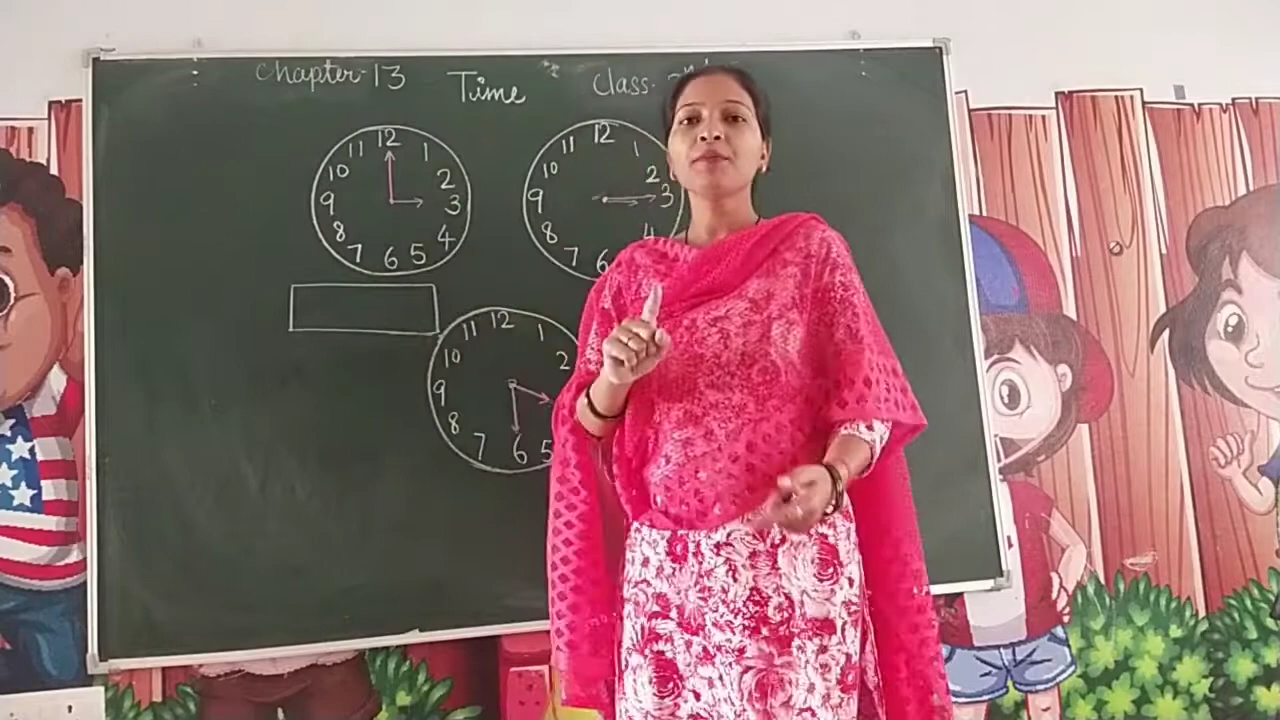 Chapter-13 Time Class-
12 1 2 3 4 5 6 7 8 9 10 11
12 1 2 3 4 6 7 8 9 10 11
12 1 2 5 6 7 8 9 10 11